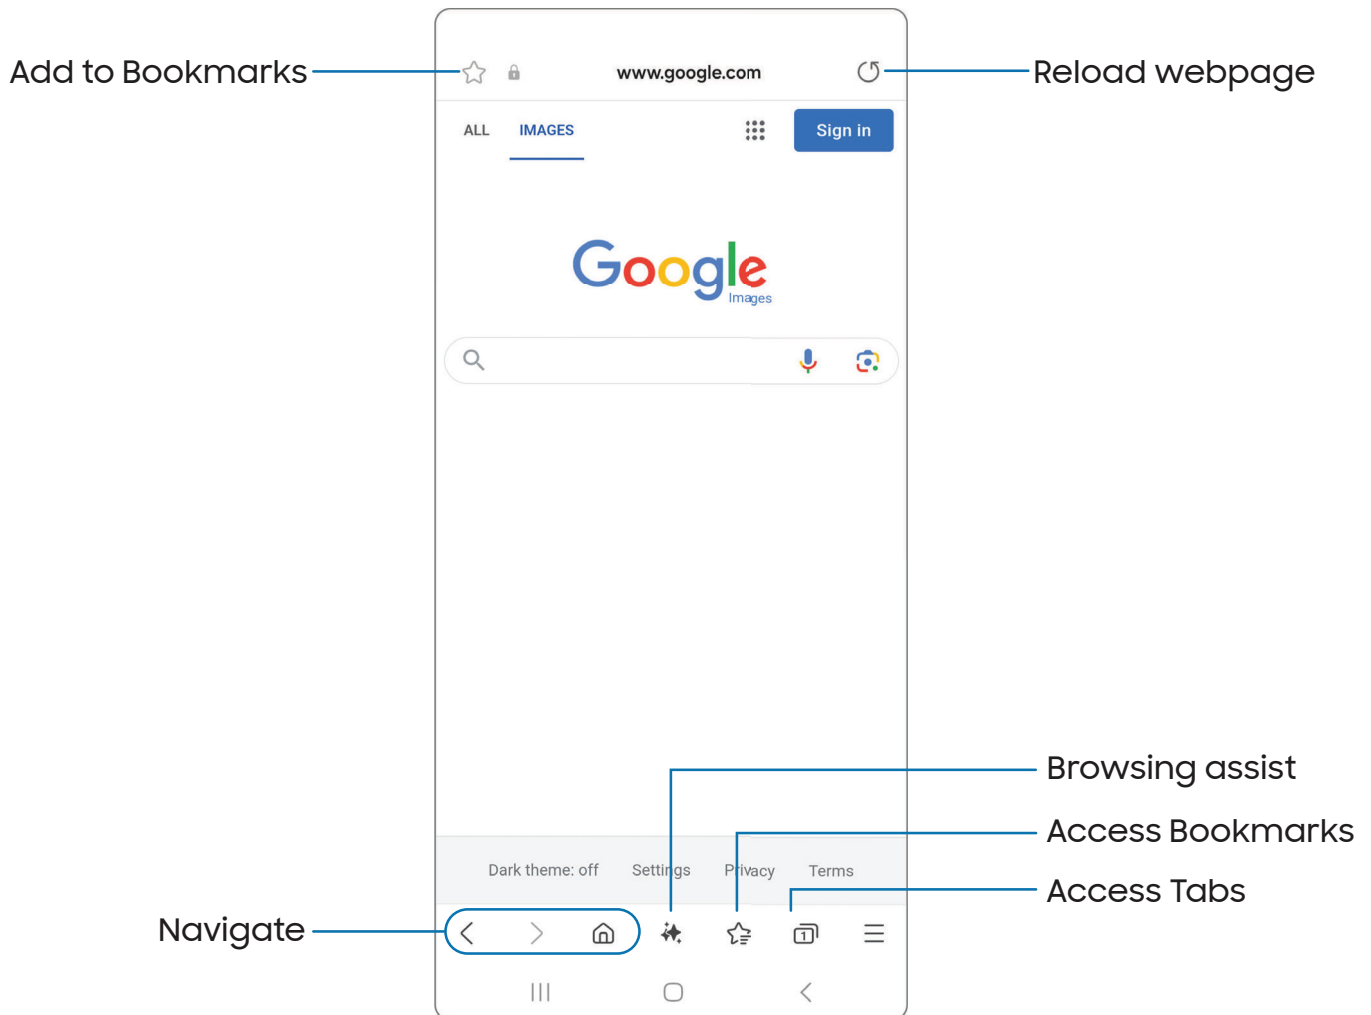 Add to Bookmarks
www.google.com
Reload webpage
ALL IMAGES
Sign in
Google
Images
Browsing assist
Access Bookmarks
Dark theme: off Settings Privacy Terms
Access Tabs
Navigate
1